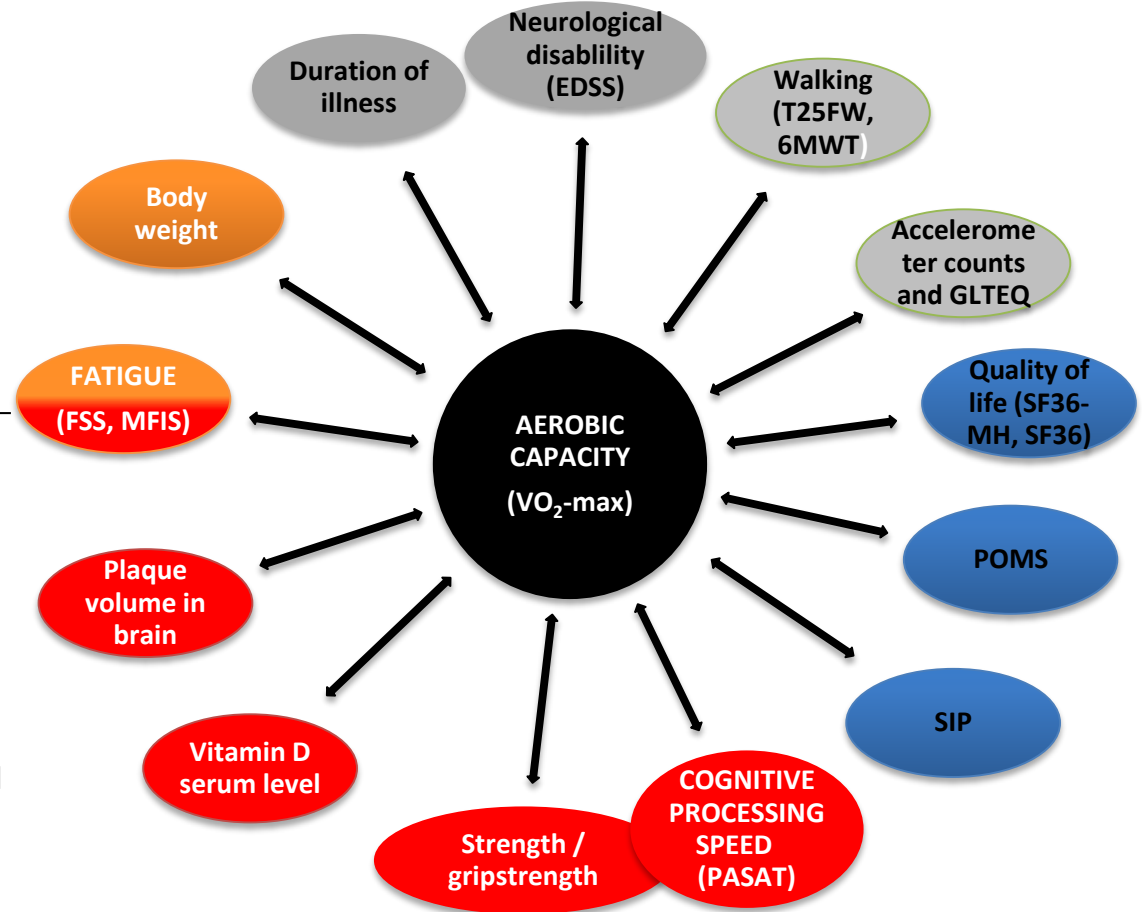 Neurological
disablility
(EDSS)
Duration of
illness
Walking
(T25FW,
6MWT)
Body
weight
Accelerome
ter counts
and GLTEQ
FATIGUE
(FSS, MFIS)
Quality of
life (SF36-
MH, SF36)
AEROBIC
CAPACITY
(VO₂-max)
POMS
Plaque
volume in
brain
SIP
Vitamin D
serum level
COGNITIVE
PROCESSING
SPEED
(PASAT)
Strength /
gripstrength